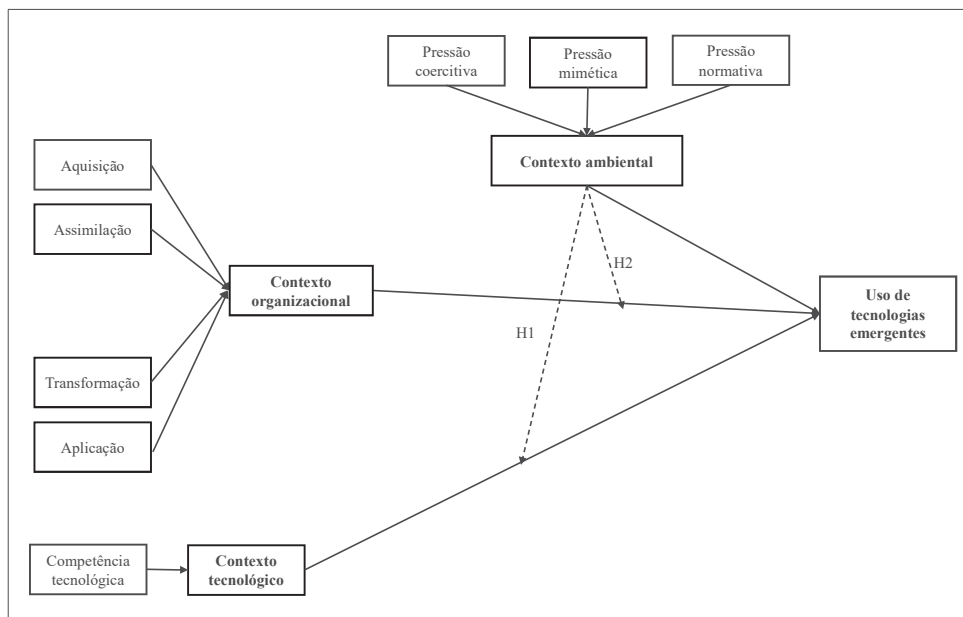 Pressão
coercitiva
Pressão
mimética
Pressão
normativa
Contexto ambiental
Aquisição
Assimilação
Contexto
organizacional
H2
Uso de
tecnologias
emergentes
H1
Transformação
Aplicação
Competência
tecnológica
Contexto
tecnológico